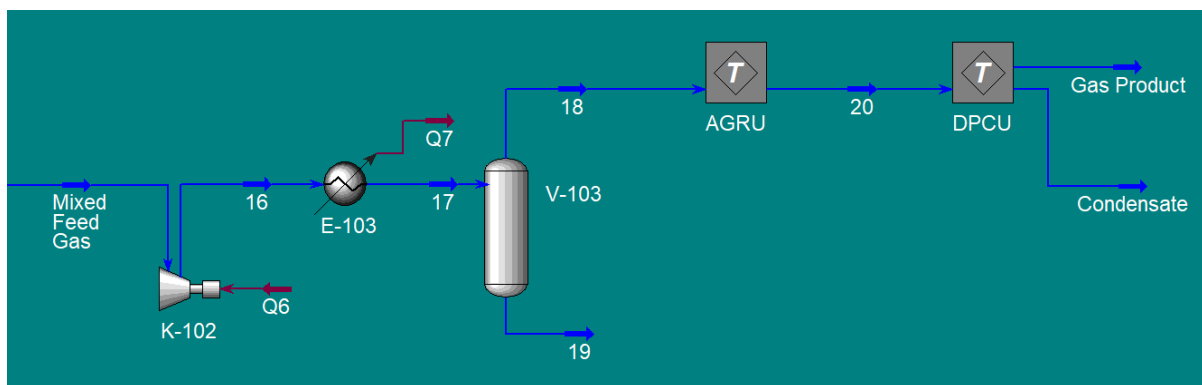 T
T
18
AGRU
20
DPCU
Gas Product
Q7
Mixed
Feed
Gas
16
E-103
17
V-103
Condensate
K-102
Q6
19